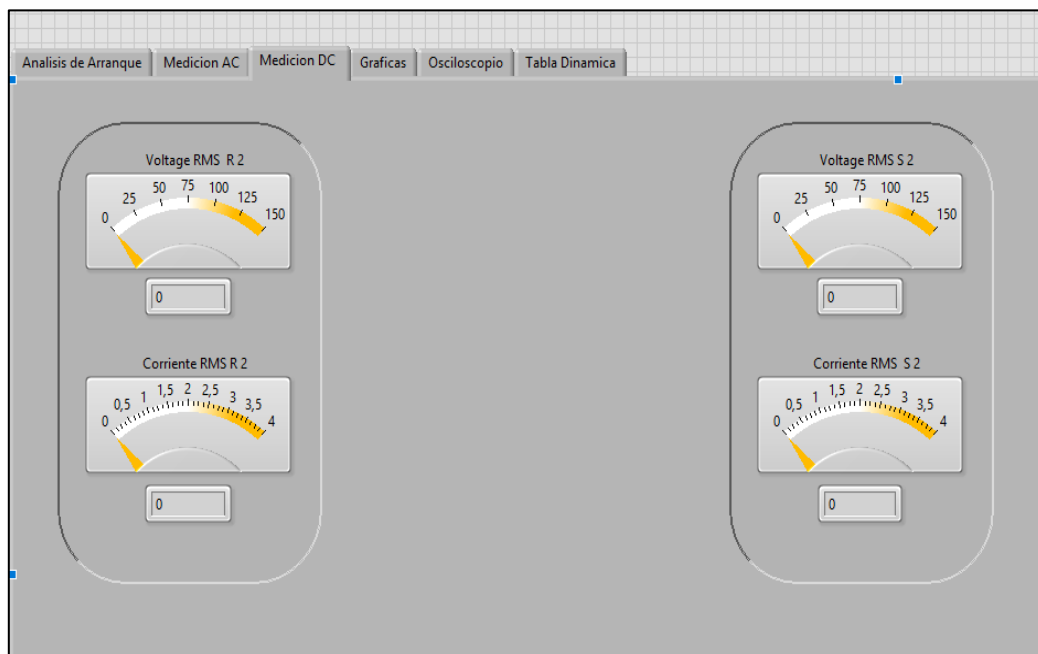 Analisis de Arranque
Medicion AC
Medicion DC
Graficas
Osciloscopio
Tabla Dinamica
Voltage RMS R 2
0 25 50 75 100 125 150
0
Corriente RMS R 2
0 0,5 1 1,5 2 2,5 3 3,5 4
0
Voltage RMS S 2
0 25 50 75 100 125 150
0
Corriente RMS S 2
0 0,5 1 1,5 2 2,5 3 3,5 4
0